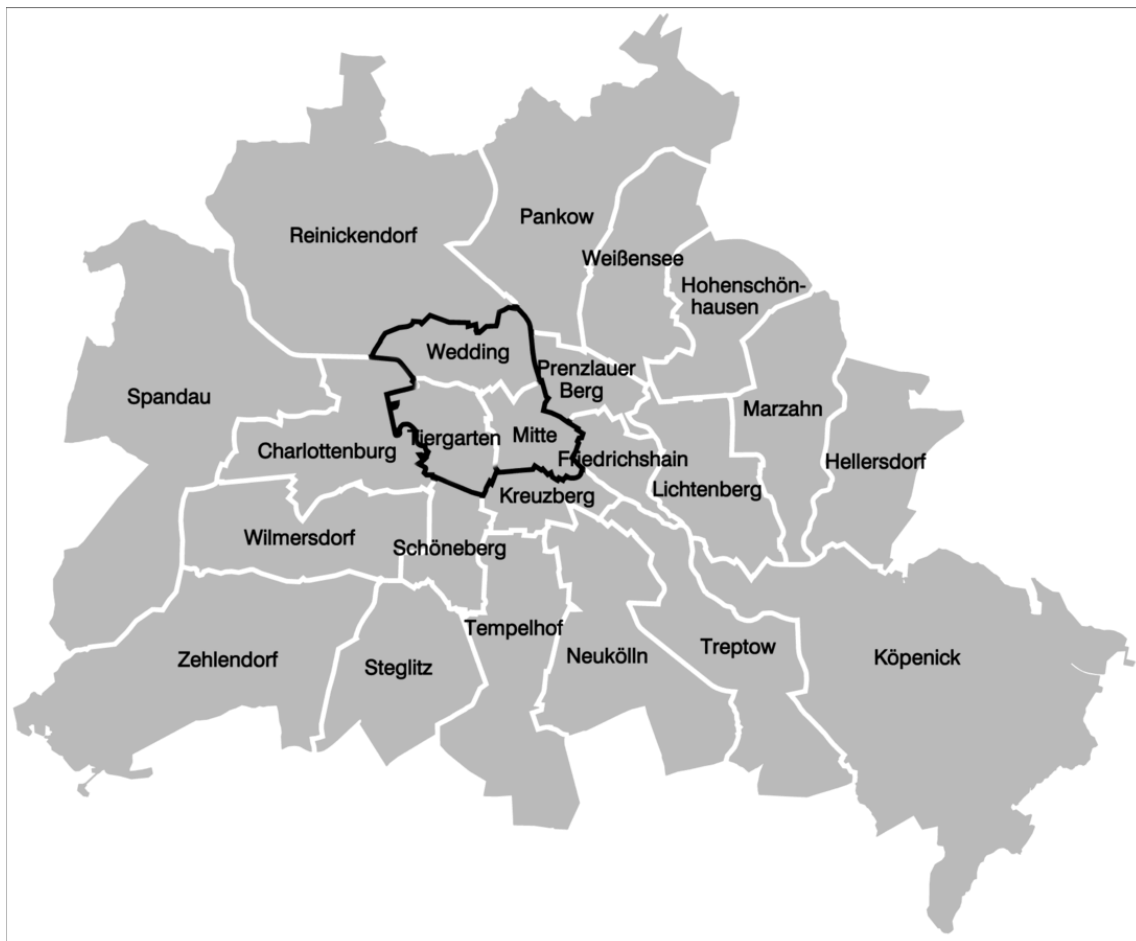 Pankow
Reinickendorf
Weißensee
Hohenschön-
hausen
Wedding
Prenzlauer
Berg
Spandau
Marzahn
Tiergarten
Mitte
Charlottenburg
Friedrichshain
Hellersdorf
Lichtenberg
Kreuzberg
Wilmersdorf
Schöneberg
Tempelhof
Treptow
Neukölln
Zehlendorf
Steglitz
Köpenick